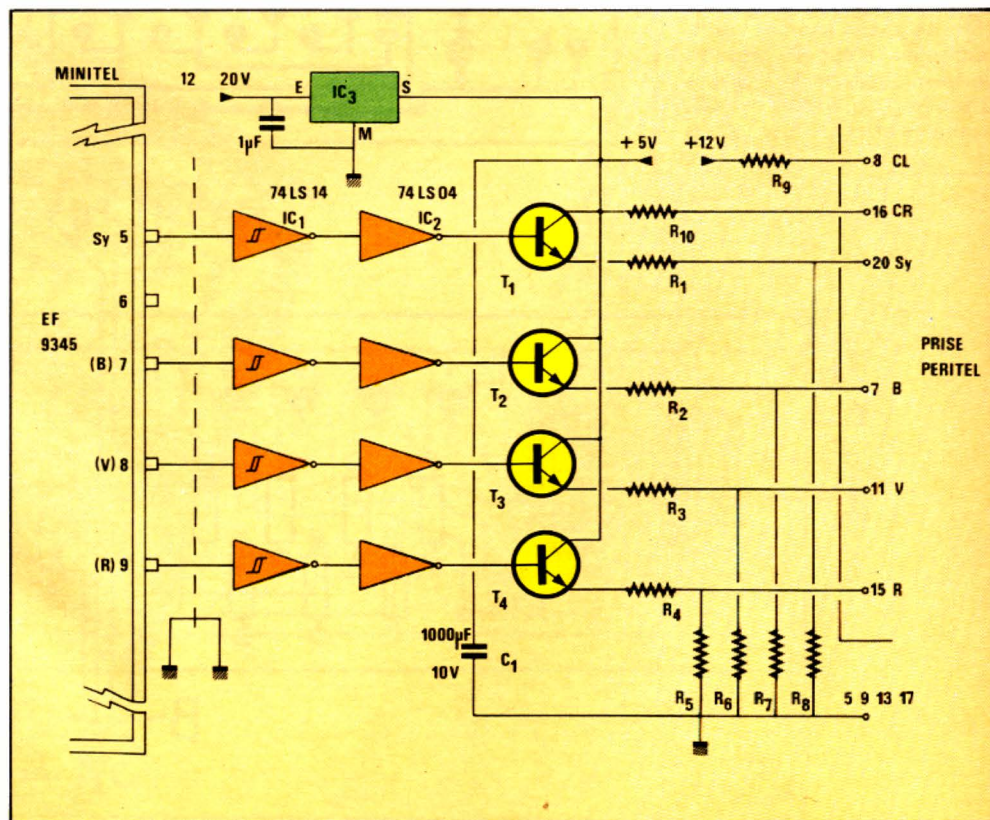 MINITEL
12 20 V
E IC3 S
M
1µF
+ 5V +12V
8 CL
R9
74 LS 14
IC1
74 LS 04
IC2
16 CR
R10
Sy 5
T1
R1
20 Sy
6
EF
9345
PRISE
PERITEL
(B) 7
T2
R2
7 B
(V) 8
T3
R3
11 V
(R) 9
T4
R4
15 R
1000µF
10V
C1
R5 R6 R7 R8
5 9 13 17